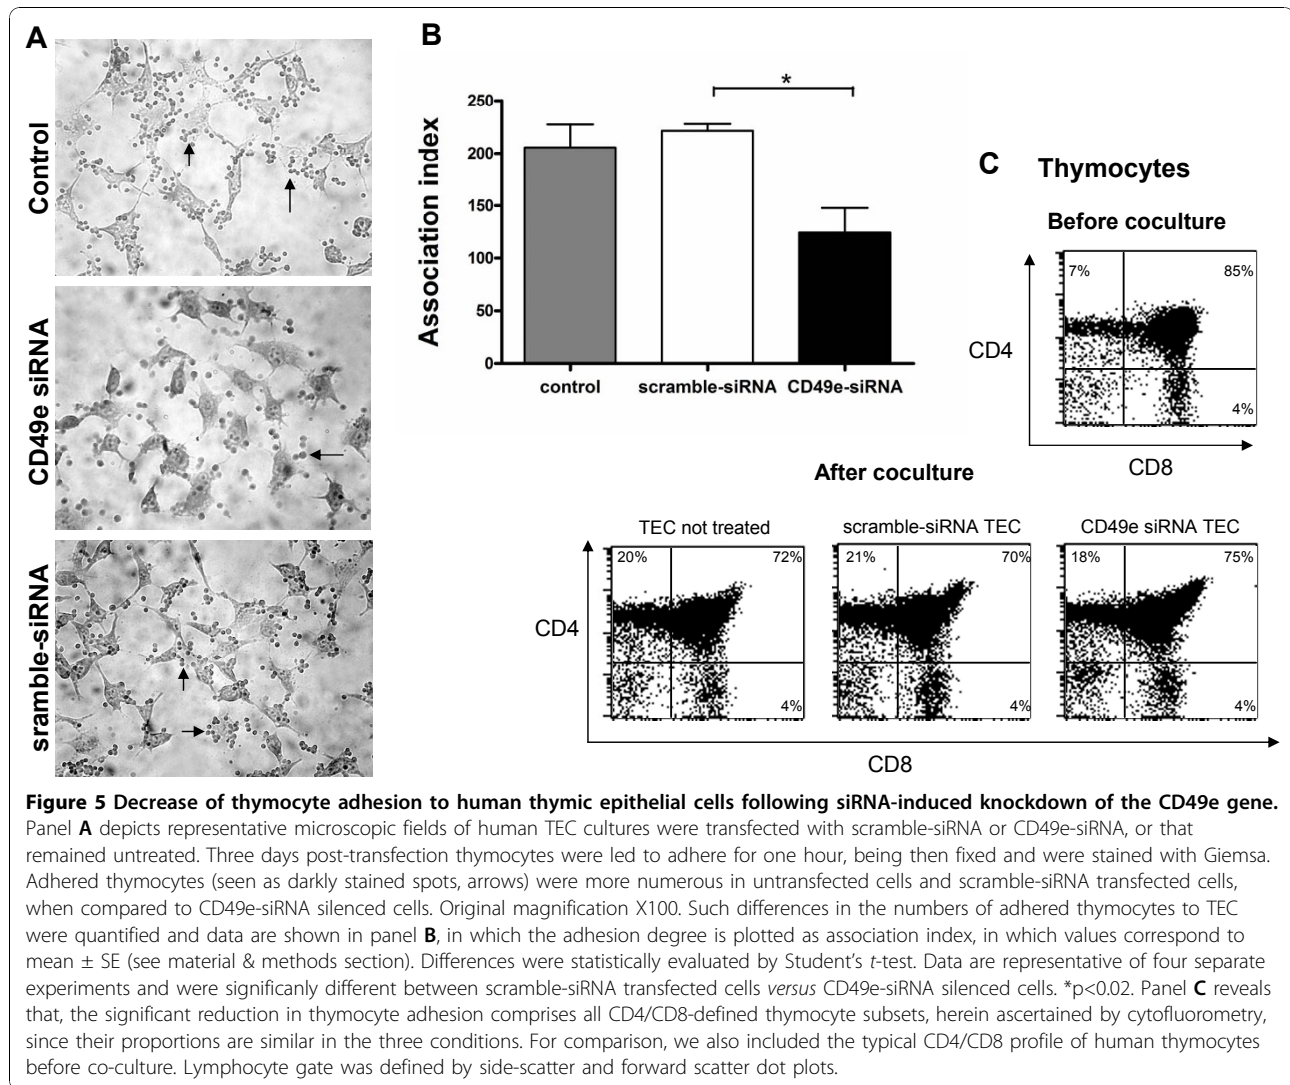 A
Control
CD49e siRNA
sramble-siRNA
B
*
Association index
250
200
150
100
50
0
control
scramble-siRNA
CD49e-siRNA
C
Thymocytes
Before coculture
7%
85%
4%
CD4
CD8
After coculture
TEC not treated
scramble-siRNA TEC
CD49e siRNA TEC
20%
72%
4%
21%
70%
4%
18%
75%
4%
CD4
CD8
Figure 5 Decrease of thymocyte adhesion to human thymic epithelial cells following siRNA-induced knockdown of the CD49e gene.
Panel A depicts representative microscopic fields of human TEC cultures were transfected with scramble-siRNA or CD49e-siRNA, or that
remained untreated. Three days post-transfection thymocytes were led to adhere for one hour, being then fixed and were stained with Giemsa.
Adhered thymocytes (seen as darkly stained spots, arrows) were more numerous in untransfected cells and scramble-siRNA transfected cells,
when compared to CD49e-siRNA silenced cells. Original magnification X100. Such differences in the numbers of adhered thymocytes to TEC
were quantified and data are shown in panel B, in which the adhesion degree is plotted as association index, in which values correspond to
mean ± SE (see material & methods section). Differences were statistically evaluated by Student's t-test. Data are representative of four separate
experiments and were significanly different between scramble-siRNA transfected cells versus CD49e-siRNA silenced cells. *p<0.02. Panel C reveals
that, the significant reduction in thymocyte adhesion comprises all CD4/CD8-defined thymocyte subsets, herein ascertained by cytofluorometry,
since their proportions are similar in the three conditions. For comparison, we also included the typical CD4/CD8 profile of human thymocytes
before co-culture. Lymphocyte gate was defined by side-scatter and forward scatter dot plots.